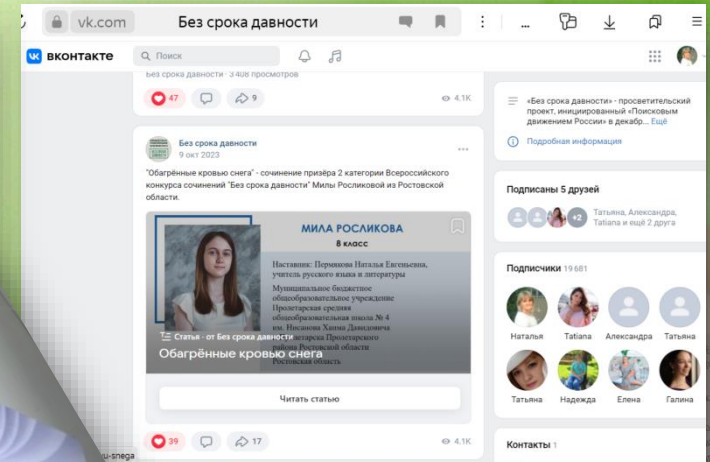 vk.com
Без срока давности
...
вконтакте
Поиск
Без срока давности · 3 408 просмотров
47
9
4.1K
Без срока давности
9 окт 2023
"Обагрённые кровью снега" - сочинение призёра 2 категории Всероссийского
конкурса сочинений "Без срока давности" Милы Росликовой из Ростовской
области.
МИЛА РОСЛИКОВА
8 класс
Наставник: Пермякова Наталья Евгеньевна,
учитель русского языка и литературы
Муниципальное бюджетное
общеобразовательное учреждение
Пролетарская средняя
общеобразовательная школа № 4
им. Нисанова Хаима Давидовича
Пролетарска Пролетарского
района Ростовской области
Ростовская область
Статья · от Без срока давности
Обагрённые кровью снега
Читать статью
39
17
4.1K
u-snega
«Без срока давности» - просветительский
проект, инициированный «Поисковым
движением России» в декабр... Ещё
Подробная информация
Подписаны 5 друзей
+2
Татьяна, Александра,
Tatiana и ещё 2 друга
Подписчики 19 681
Наталья
Tatiana
Александра
Татьяна
Татьяна
Надежда
Елена
Галина
Контакты 1